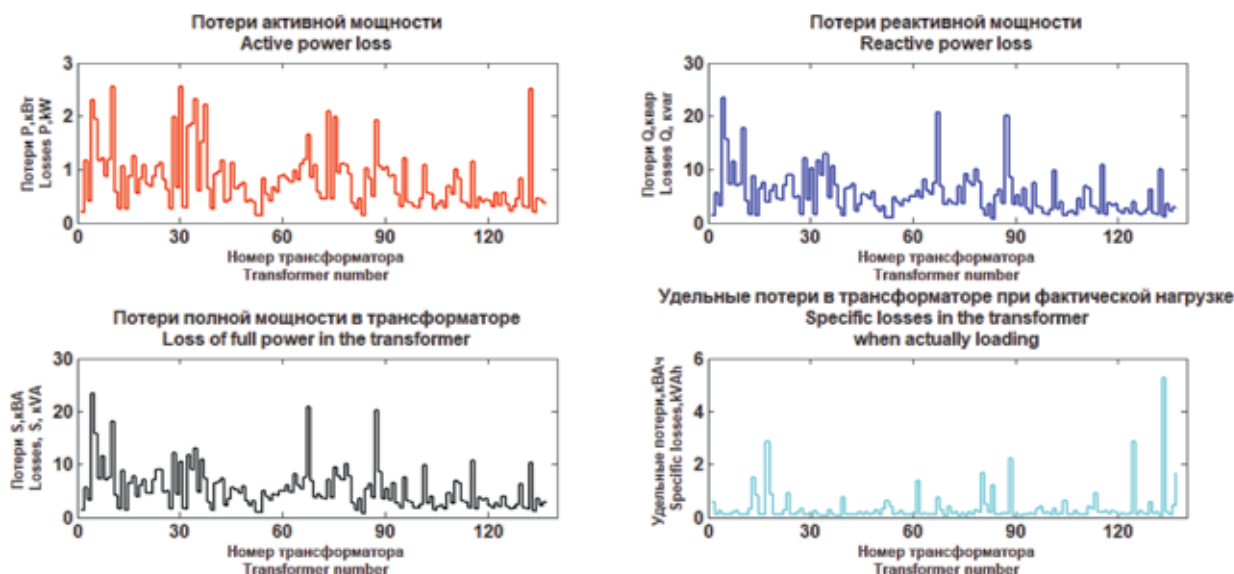 Потери активной мощности
Active power loss
Потери P,кВт
Losses P,kW
3
2
1
0
0
30
60
90
120
Номер трансформатора
Transformer number
Потери реактивной мощности
Reactive power loss
Потери Q,квар
Losses Q, kvar
30
20
10
0
0
30
60
90
120
Номер трансформатора
Transformer number
Потери полной мощности в трансформаторе
Loss of full power in the transformer
Потери S,кВА
Losses, S, kVA
30
20
10
0
0
30
60
90
120
Номер трансформатора
Transformer number
Удельные потери в трансформаторе при фактической нагрузке
Specific losses in the transformer
when actually loading
Удельные потери,кВАч
Specific losses,kVAh
6
4
2
0
0
30
60
90
120
Номер трансформатора
Transformer number